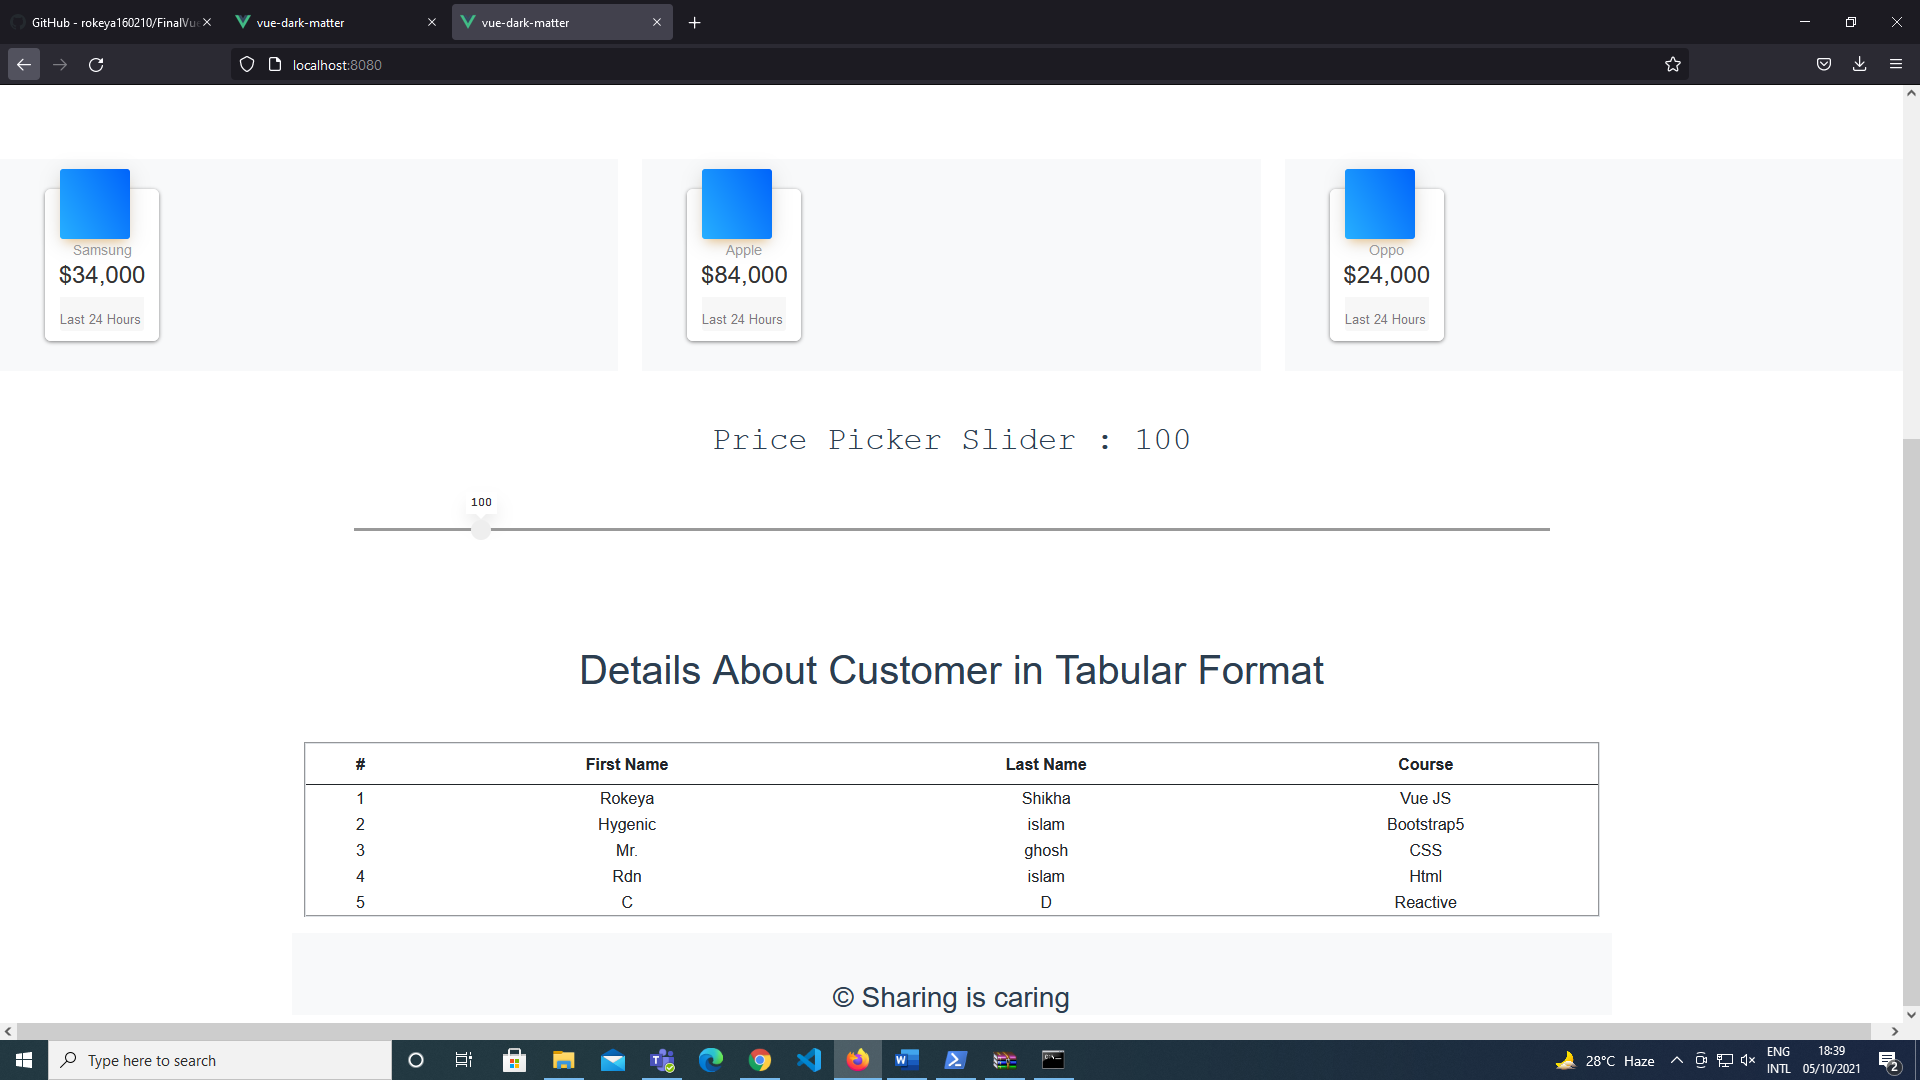 GitHub - rokeya160210/FinalVue
vue-dark-matter
vue-dark-matter
localhost:8080
Samsung
$34,000
Last 24 Hours
Apple
$84,000
Last 24 Hours
Oppo
$24,000
Last 24 Hours
Price Picker Slider : 100
100
Details About Customer in Tabular Format
# First Name Last Name Course
1 Rokeya Shikha Vue JS
2 Hygenic islam Bootstrap5
3 Mr. ghosh CSS
4 Rdn islam Html
5 C D Reactive
© Sharing is caring
Type here to search
28°C Haze
ENG
INTL
18:39
05/10/2021
2